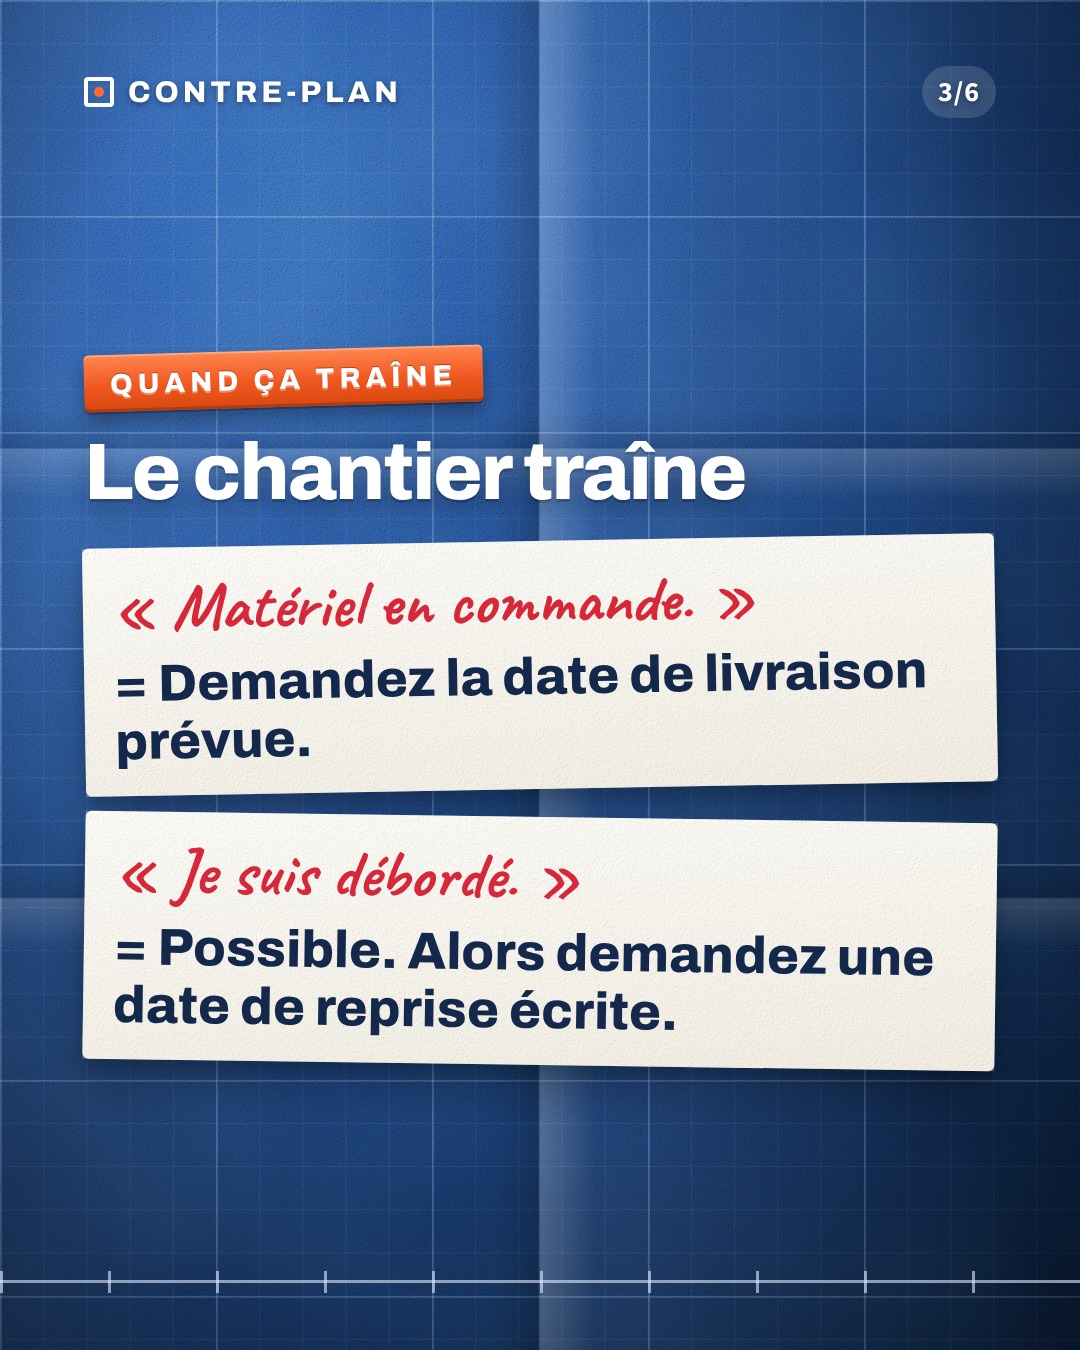 CONTRE-PLAN
3/6
QUAND ÇA TRAÎNE
Le chantier traîne
« Matériel en commande. »
= Demandez la date de livraison
prévue.
« Je suis débordé. »
= Possible. Alors demandez une
date de reprise écrite.